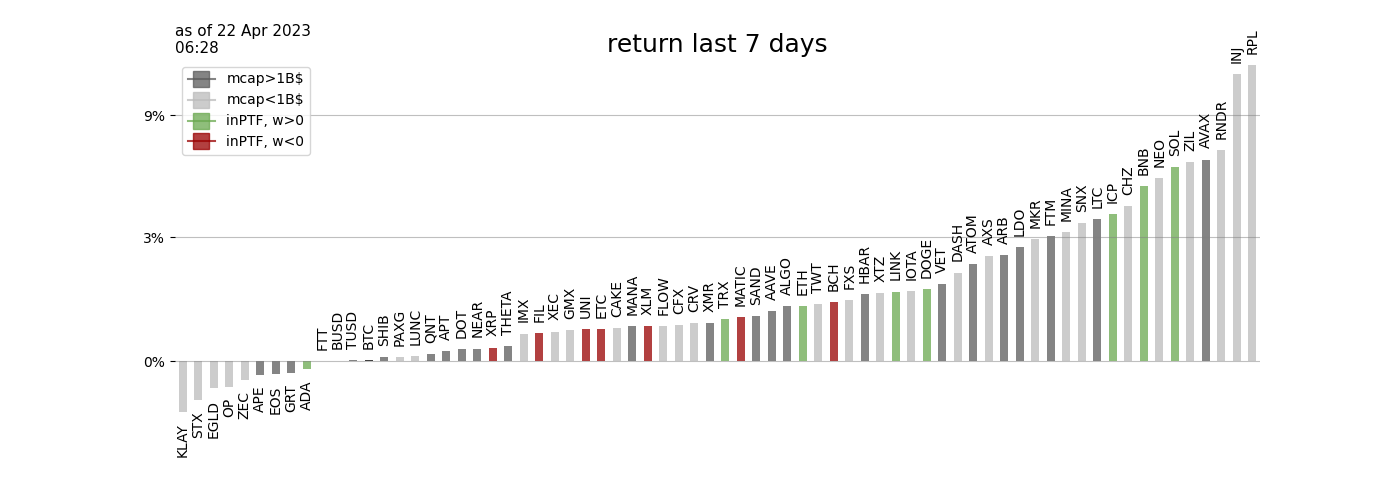 as of 22 Apr 2023
06:28
return last 7 days
mcap>1B$
mcap<1B$
inPTF, w>0
inPTF, w<0
9%
3%
0%
KLAY
STX
EGLD
OP
ZEC
APE
EOS
GRT
ADA
FTT
BUSD
TUSD
BTC
SHIB
PAXG
LUNC
QNT
APT
DOT
NEAR
XRP
THETA
IMX
FIL
XEC
GMX
UNI
ETC
CAKE
MANA
XLM
FLOW
CFX
CRV
XMR
TRX
MATIC
SAND
AAVE
ALGO
ETH
TWT
BCH
FXS
HBAR
XTZ
LINK
IOTA
DOGE
VET
DASH
ATOM
AXS
ARB
LDO
MKR
FTM
MINA
SNX
LTC
ICP
CHZ
BNB
NEO
SOL
ZIL
AVAX
RNDR
INJ
RPL